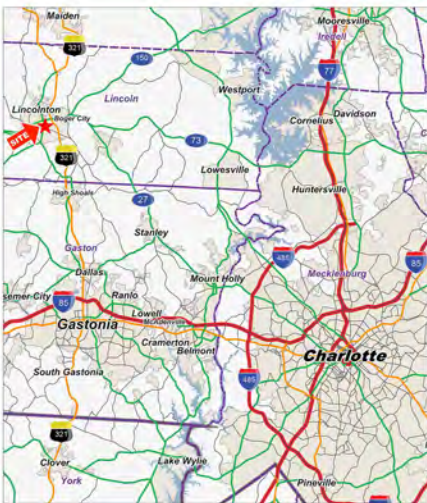 Maiden
Mooresville
321
Iredell
150
77
Lincoln
Westport
Lincolnton
Davidson
Boger City
Cornelius
SITE
73
321
Lowesville
High Shoals
Huntersville
27
Stanley
Gaston
485
85
Dallas
Mount Holly
Mecklenburg
semer City
Ranlo
85
Lowell
McAdenville
Gastonia
Cramerton
Belmont
Charlotte
South Gastonia
485
321
Clover
Lake Wylie
York
Pineville